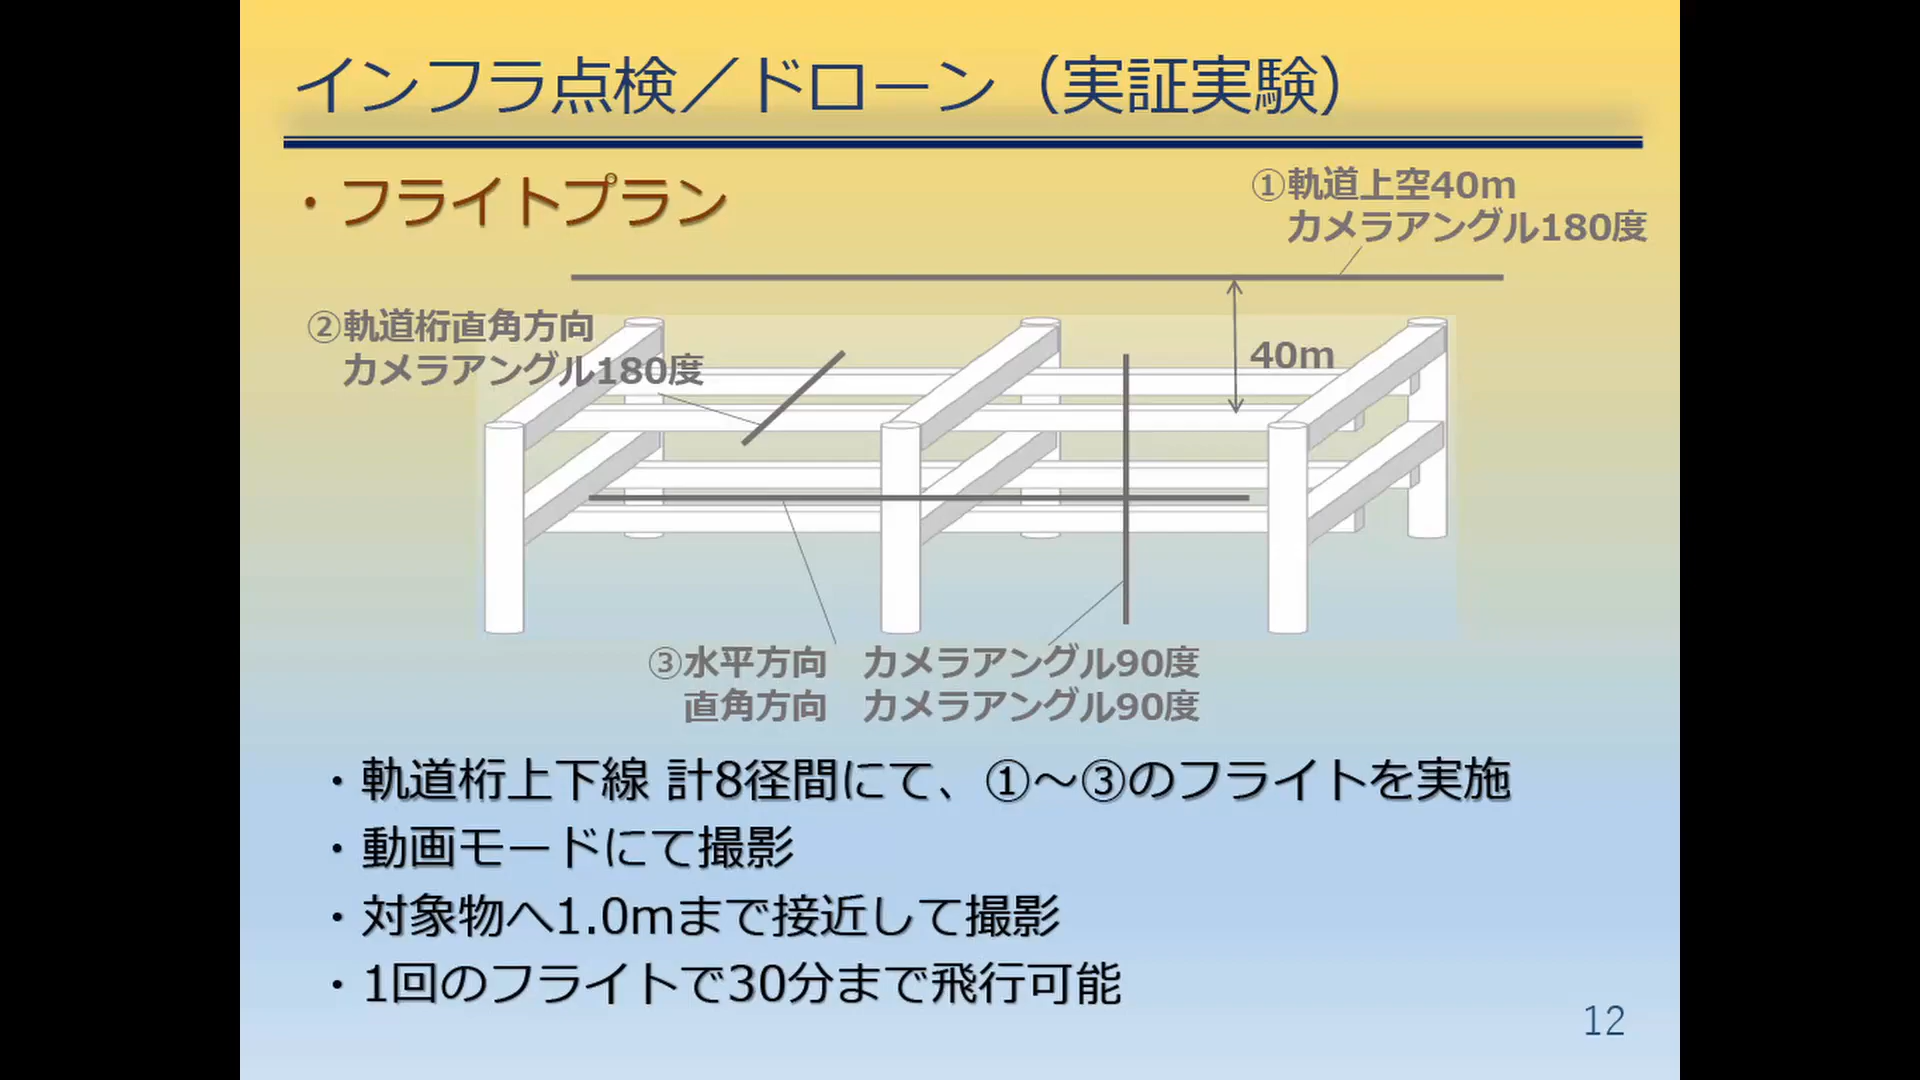 インフラ点検／ドローン（実証実験）
・フライトプラン
①軌道上空40m
カメラアングル180度
②軌道桁直角方向
カメラアングル180度
40m
③水平方向　カメラアングル90度
直角方向　カメラアングル90度
・軌道桁上下線 計8径間にて、①～③のフライトを実施
・動画モードにて撮影
・対象物へ1.0mまで接近して撮影
・1回のフライトで30分まで飛行可能
12